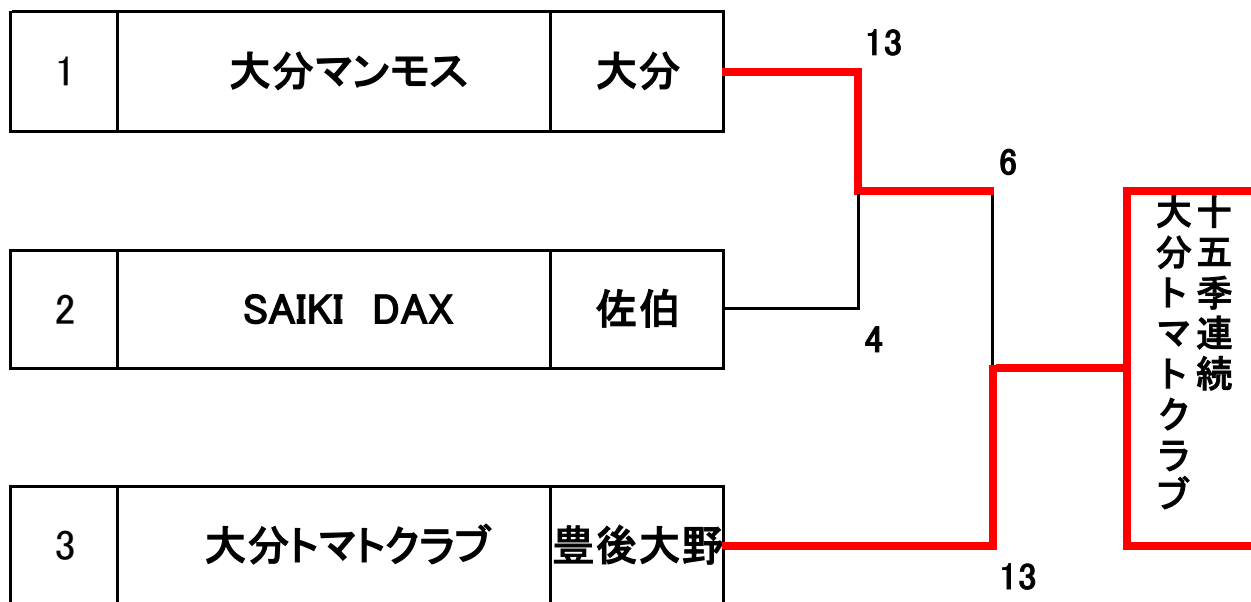 1 大分マンモス 大分
13
6
2 SAIKI DAX 佐伯
4
3 大分トマトクラブ 豊後大野
13
十五季連続
大分トマトクラブ